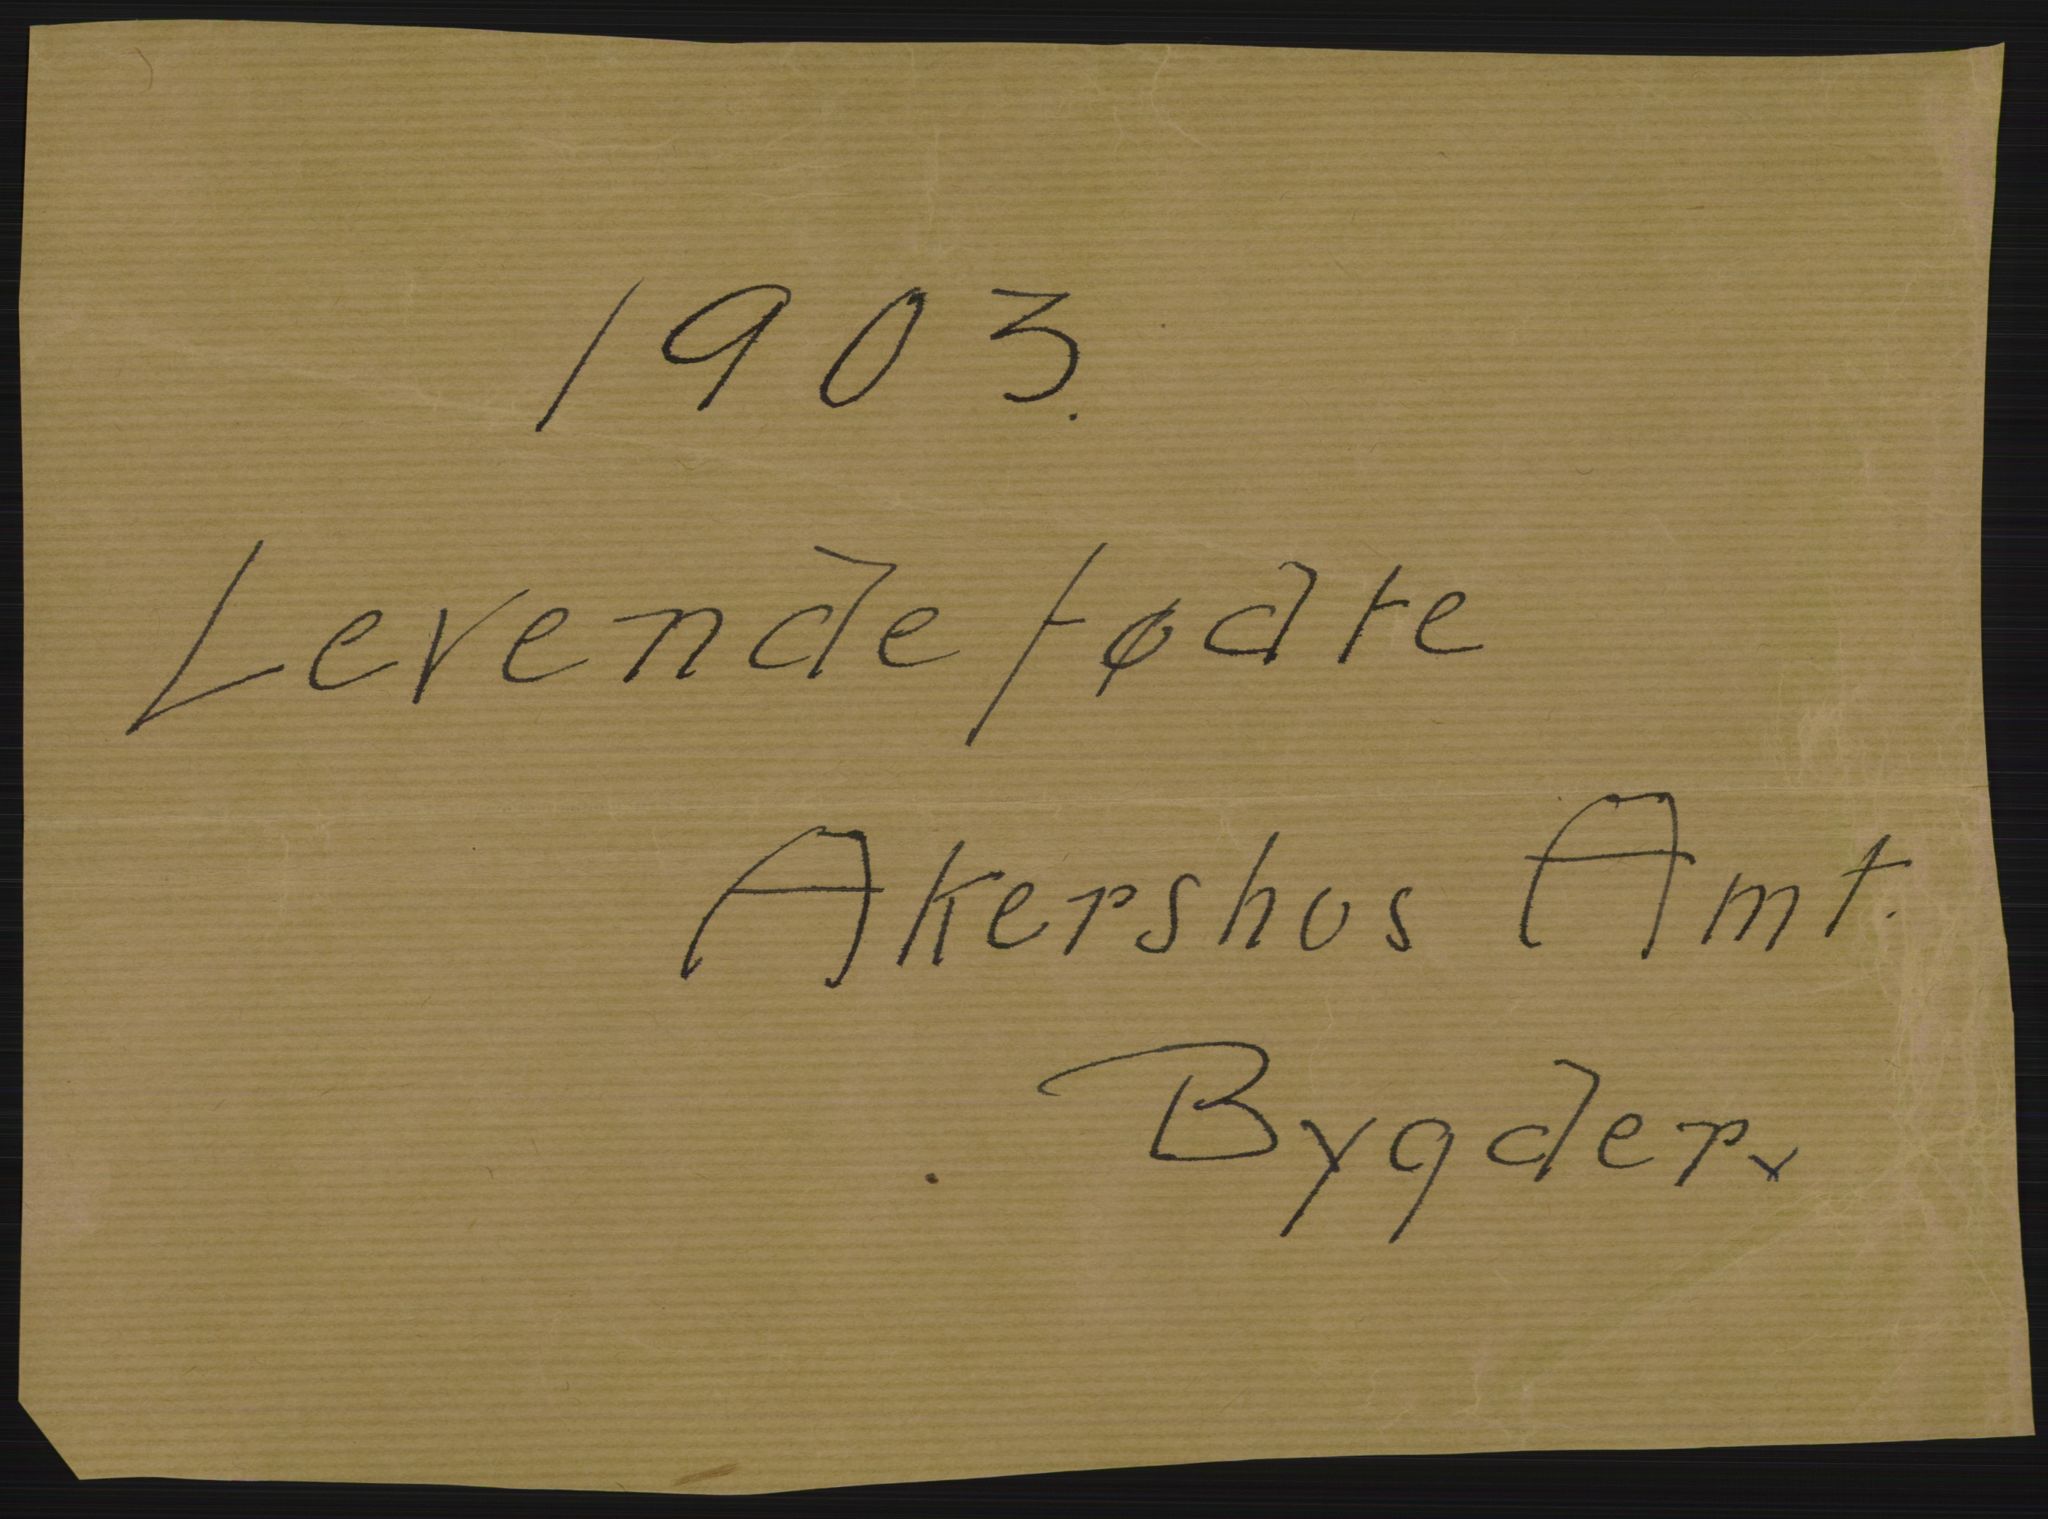 1903.
Levendefødte
Akershus Amt.
Bygder.